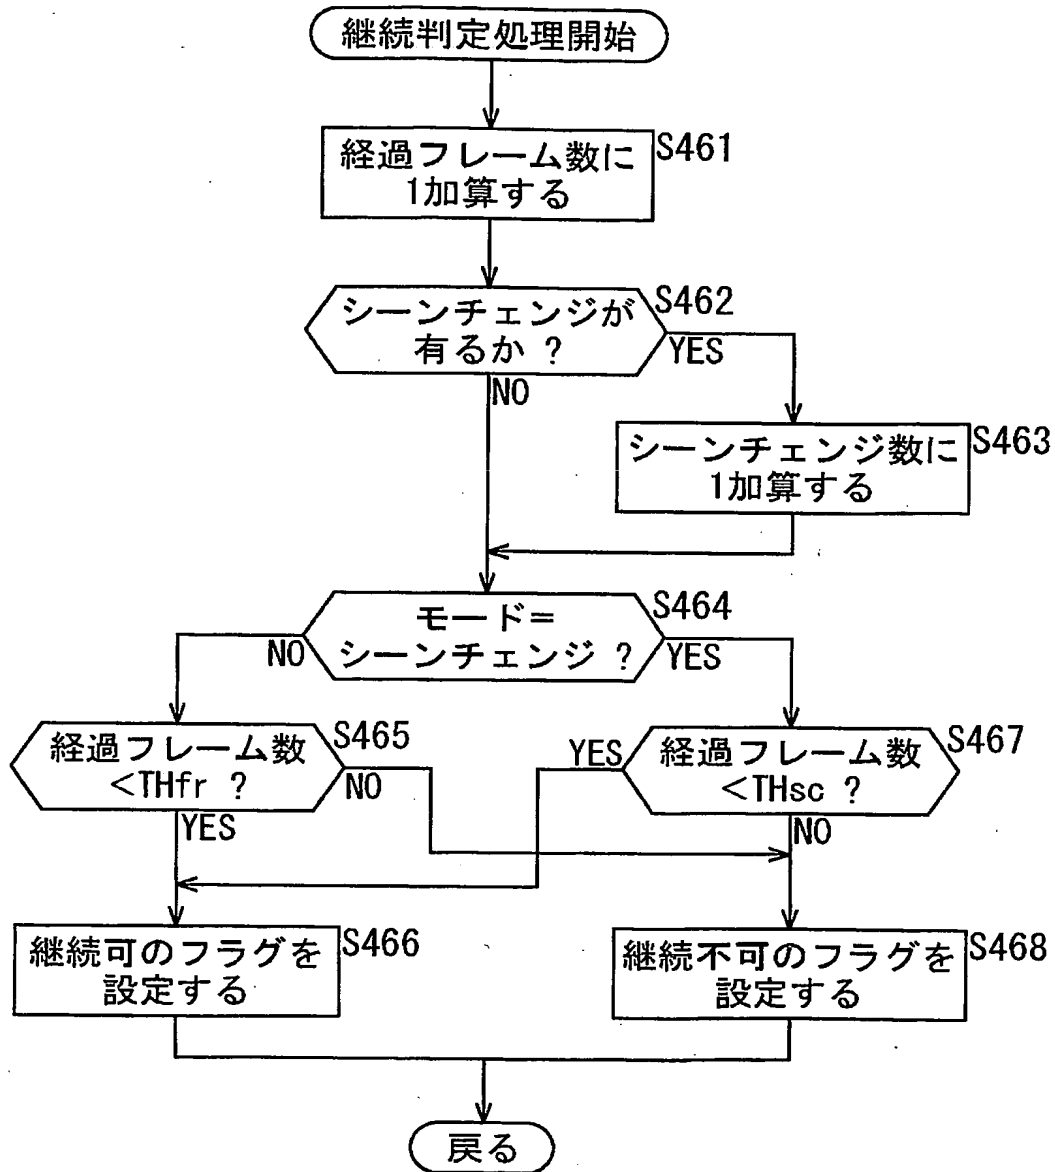 継続判定処理開始
経過フレーム数に
1加算する
S461
シーンチェンジが
有るか ?
S462
YES
NO
シーンチェンジ数に
1加算する
S463
モード=
シーンチェンジ ?
S464
NO
YES
経過フレーム数
<THfr ?
S465
NO
YES
経過フレーム数
<THsc ?
S467
YES
NO
継続可のフラグを
設定する
S466
継続不可のフラグを
設定する
S468
戻る